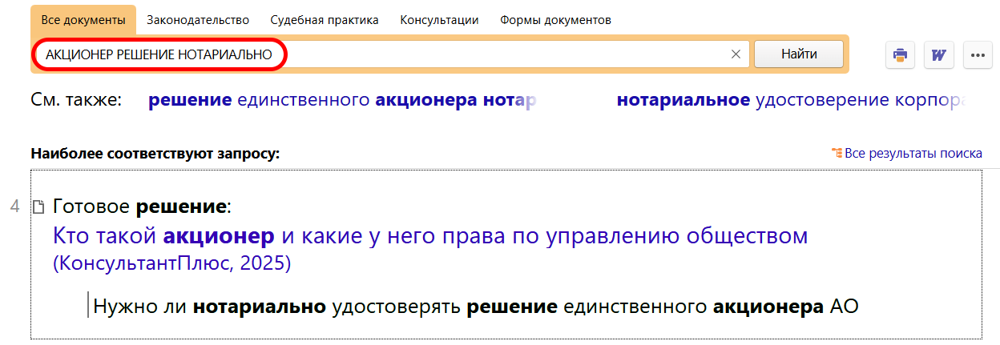 Все документы Законодательство Судебная практика Консультации Формы документов
АКЦИОНЕР РЕШЕНИЕ НОТАРИАЛЬНО × Найти W ...
См. также: решение единственного акционера нотар нотариальное удостоверение корпора
Наиболее соответствуют запросу: Все результаты поиска
4 Готовое решение:
Кто такой акционер и какие у него права по управлению обществом
(КонсультантПлюс, 2025)
Нужно ли нотариально удостоверять решение единственного акционера АО